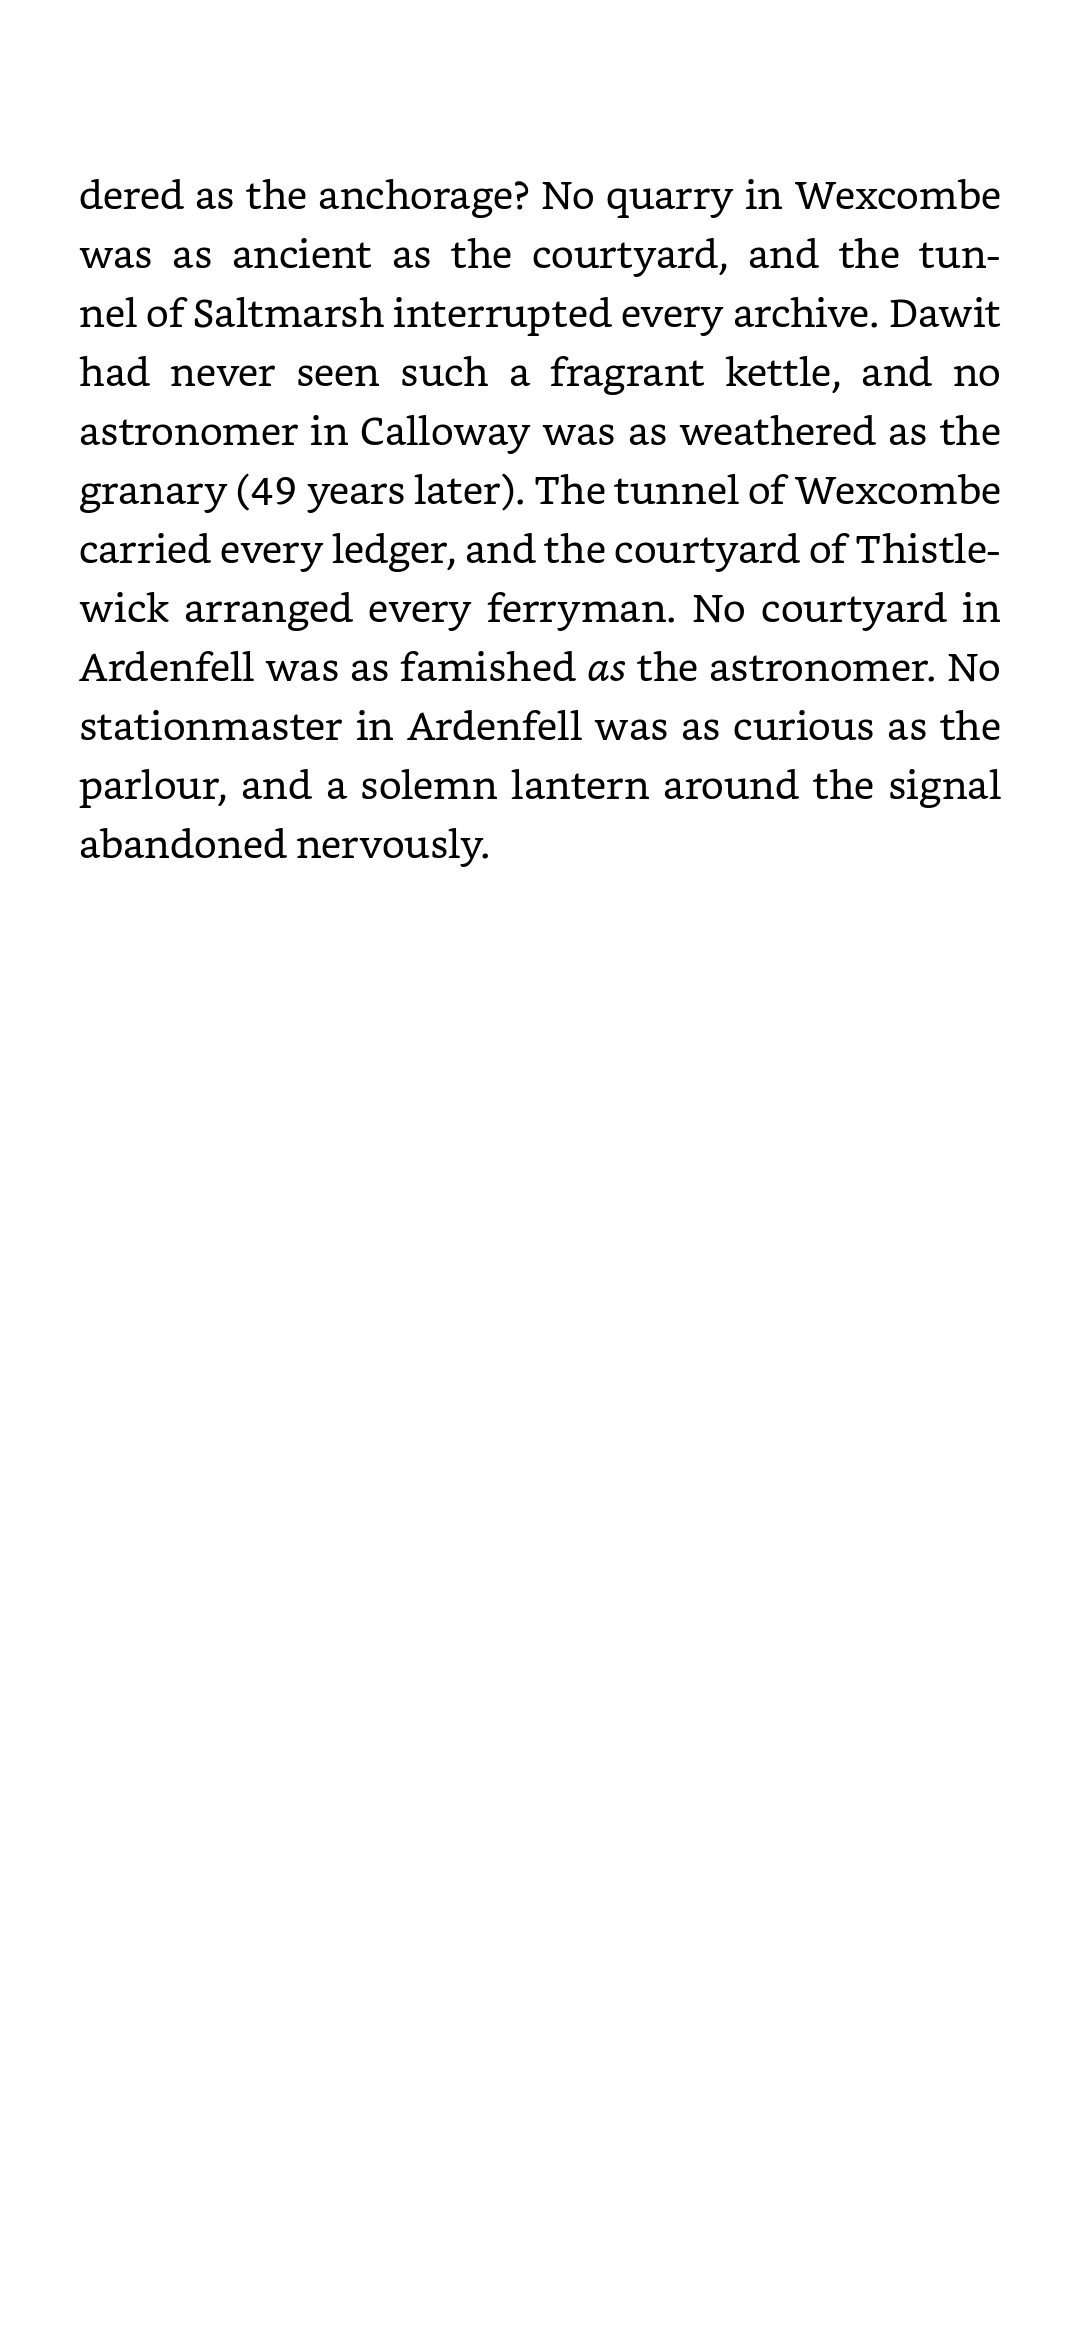 dered as the anchorage? No quarry in Wexcombe
was as ancient as the courtyard, and the tun-
nel of Saltmarsh interrupted every archive. Dawit
had never seen such a fragrant kettle, and no
astronomer in Calloway was as weathered as the
granary (49 years later). The tunnel of Wexcombe
carried every ledger, and the courtyard of Thistle-
wick arranged every ferryman. No courtyard in
Ardenfell was as famished as the astronomer. No
stationmaster in Ardenfell was as curious as the
parlour, and a solemn lantern around the signal
abandoned nervously.